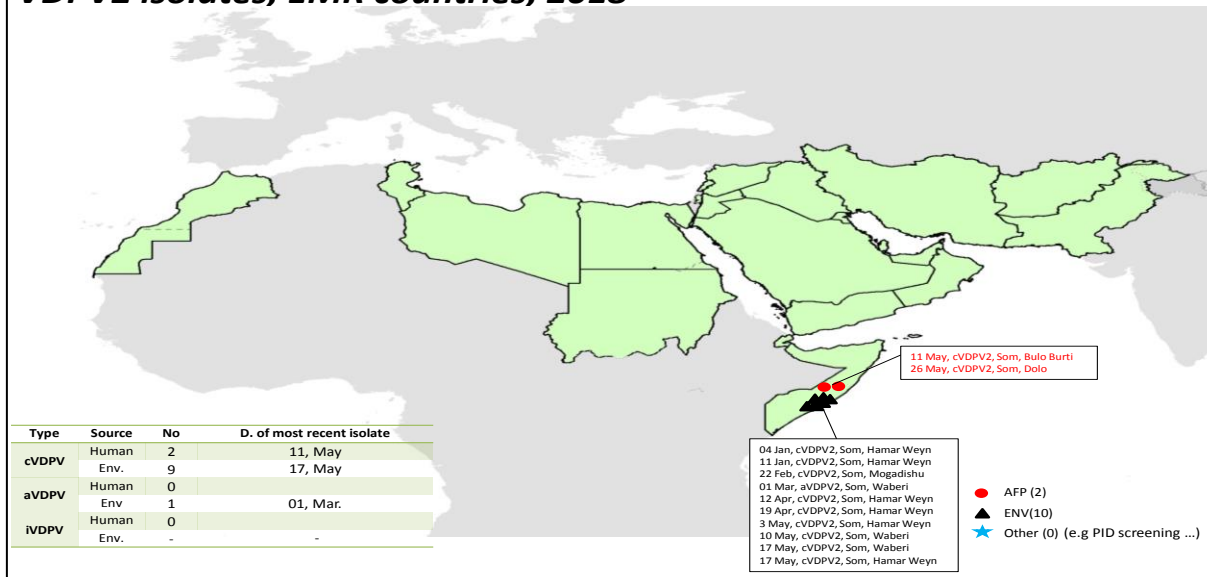 VDPV2 isolates, EMR countries, 2018
11 May, cVDPV2, Som, Bulo Burti
26 May, cVDPV2, Som, Dolo
Type Source No D. of most recent isolate
cVDPV Human 2 11, May
Env. 9 17, May
aVDPV Human 0
Env 1 01, Mar.
iVDPV Human 0
Env. - -
04 Jan, cVDPV2, Som, Hamar Weyn
11 Jan, cVDPV2, Som, Hamar Weyn
22 Feb, cVDPV2, Som, Mogadishu
01 Mar, aVDPV2, Som, Waberi
12 Apr, cVDPV2, Som, Hamar Weyn
19 Apr, cVDPV2, Som, Hamar Weyn
3 May, cVDPV2, Som, Hamar Weyn
10 May, cVDPV2, Som, Waberi
17 May, cVDPV2, Som, Waberi
17 May, cVDPV2, Som, Hamar Weyn
AFP (2)
ENV(10)
Other (0) (e.g PID screening ...)